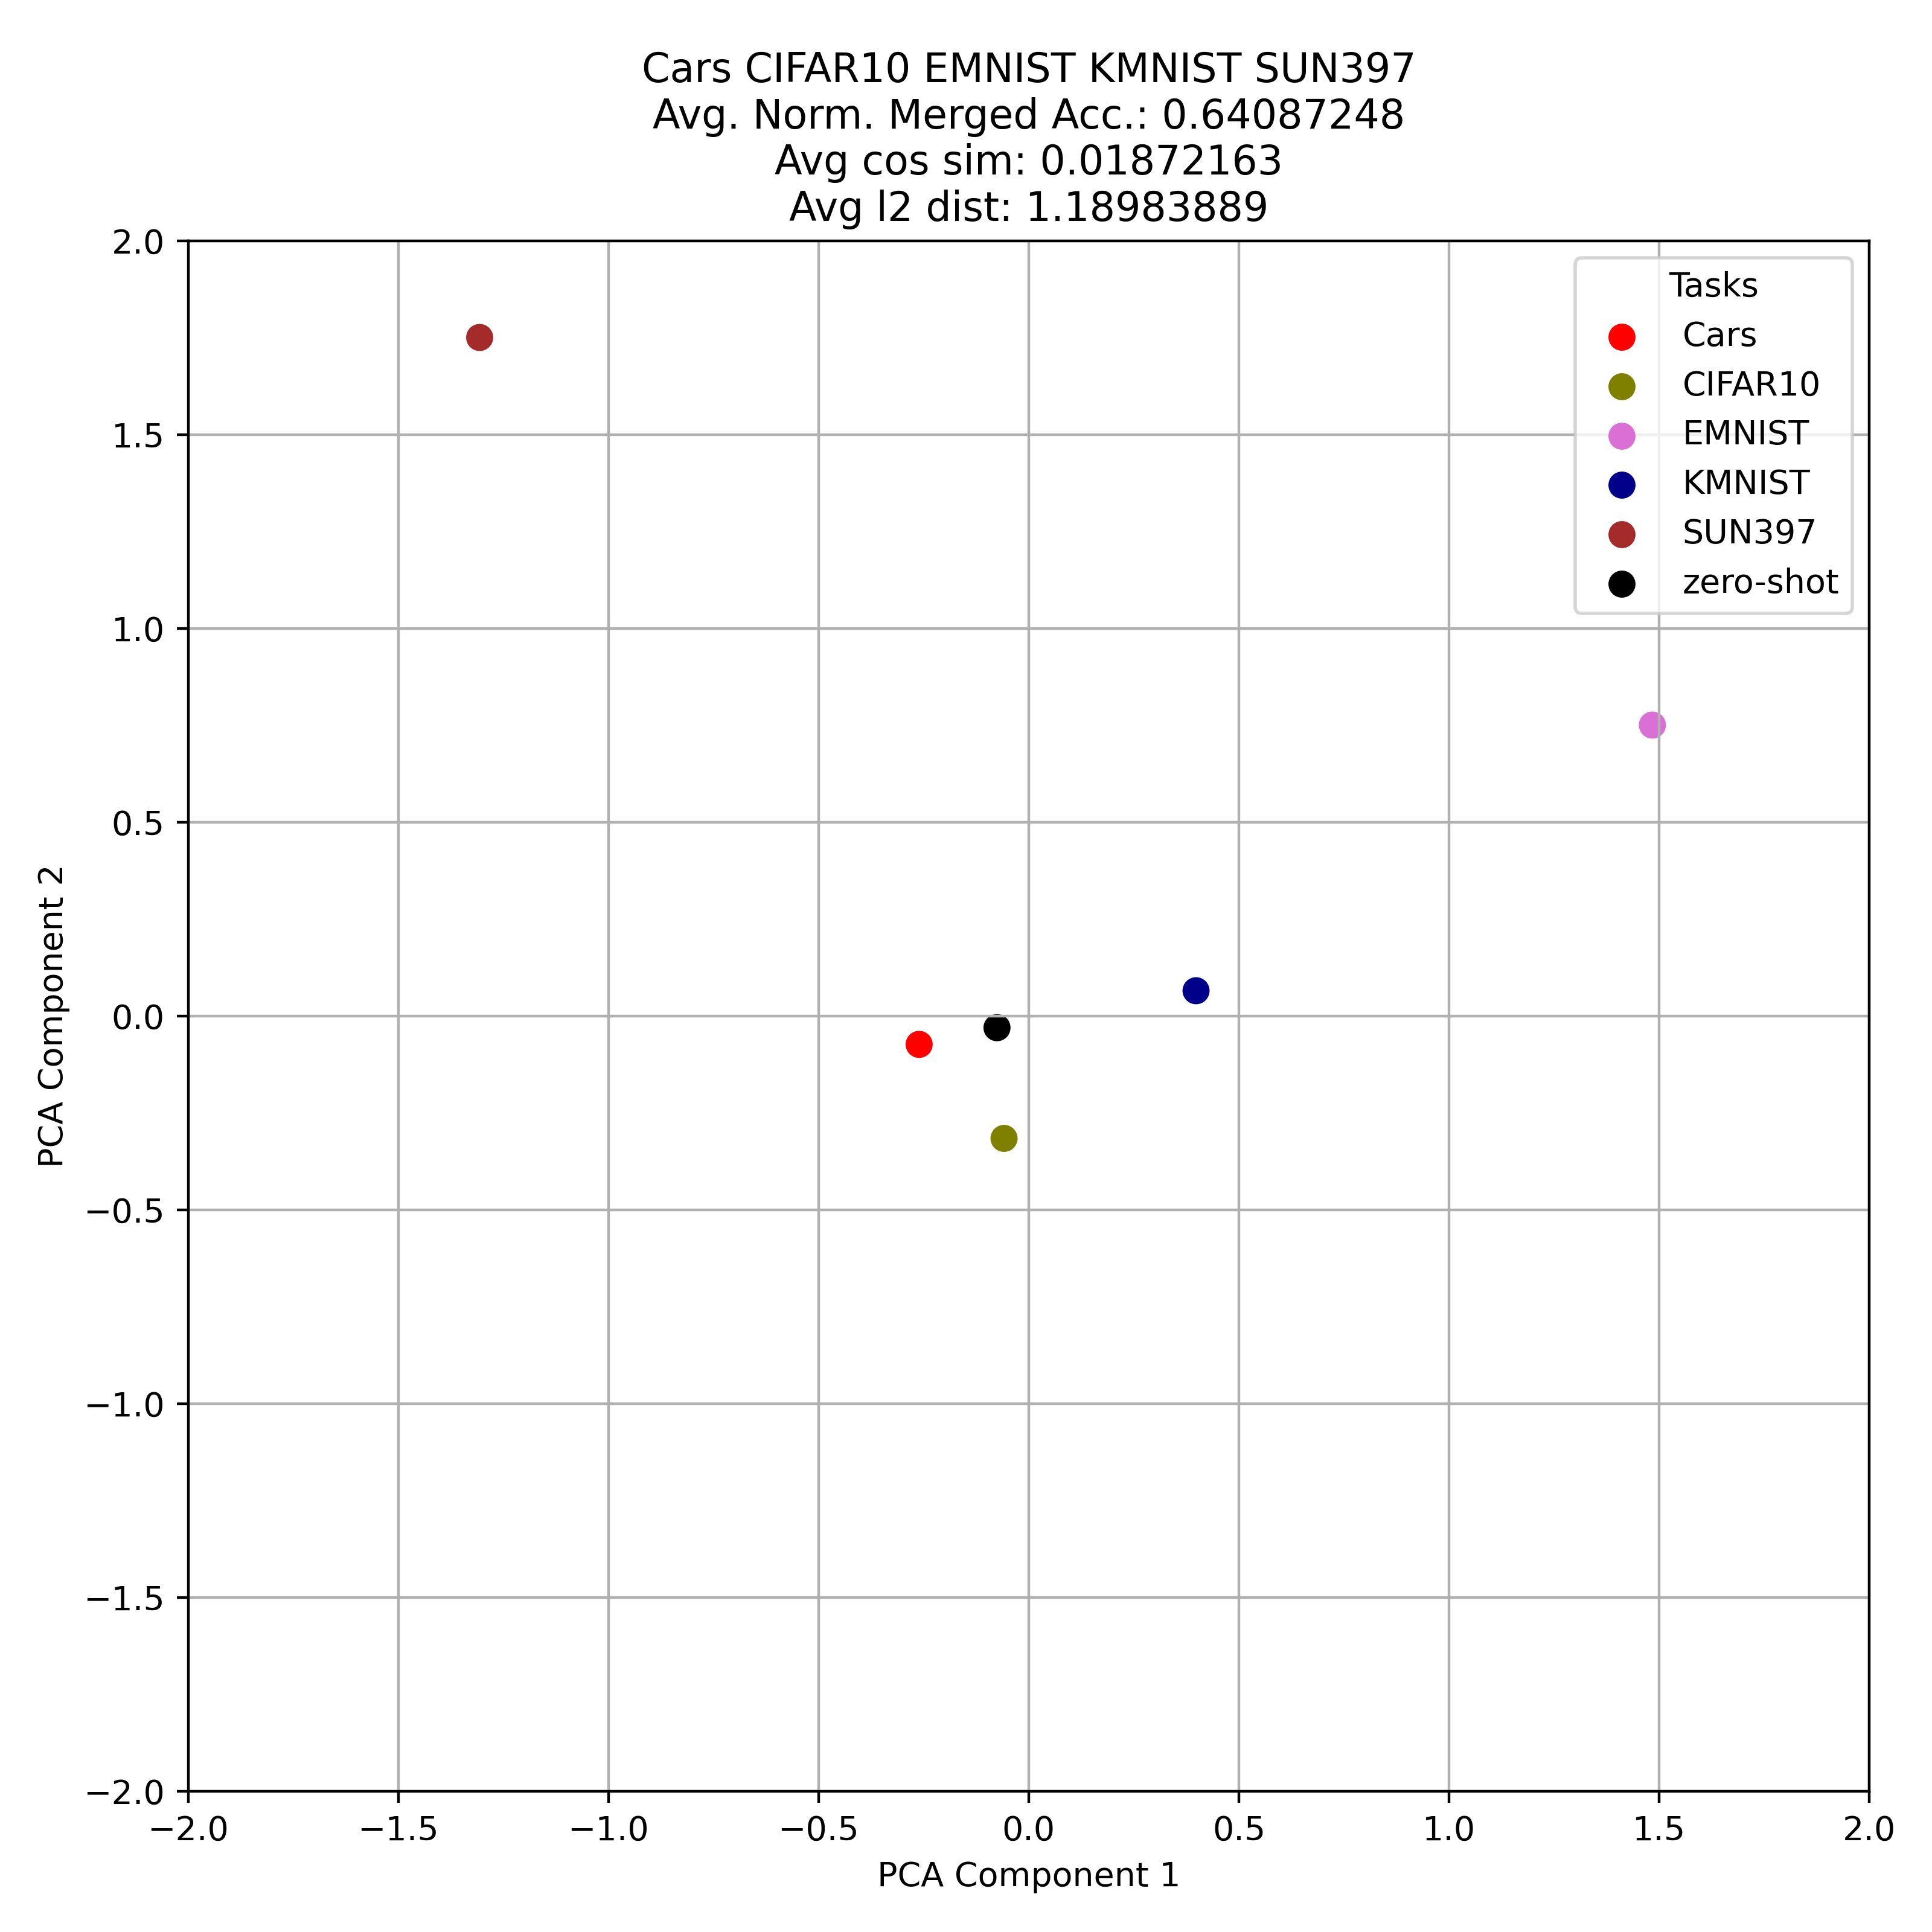 Cars CIFAR10 EMNIST KMNIST SUN397
Avg. Norm. Merged Acc.: 0.64087248
Avg cos sim: 0.01872163
Avg l2 dist: 1.18983889
Tasks
Cars
CIFAR10
EMNIST
KMNIST
SUN397
zero-shot
PCA Component 2
2.0
1.5
1.0
0.5
0.0
−0.5
−1.0
−1.5
−2.0
−2.0 −1.5 −1.0 −0.5 0.0 0.5 1.0 1.5 2.0
PCA Component 1